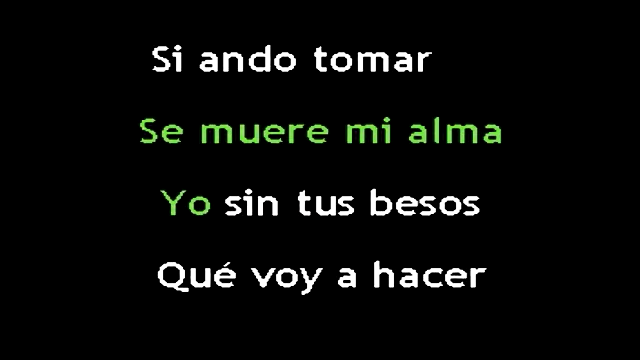 Si ando tomar
Se muere mi alma
Yo sin tus besos
Qué voy a hacer